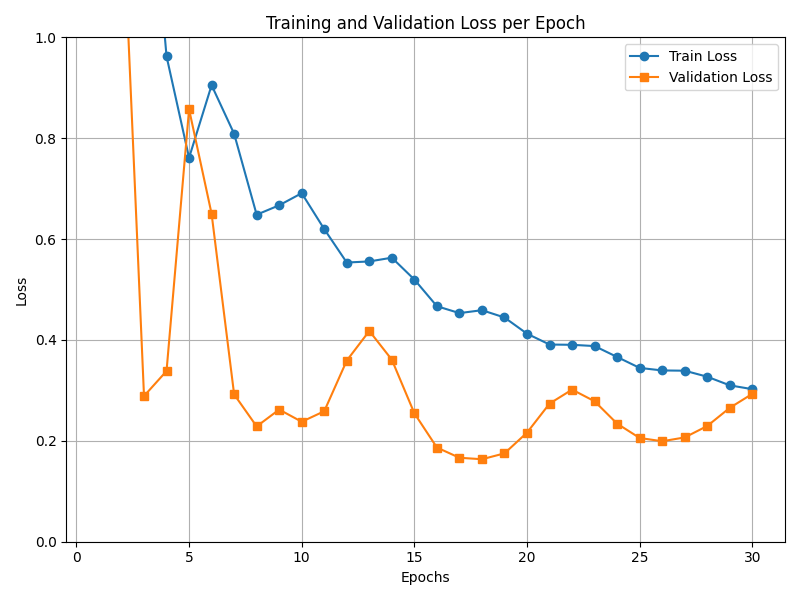 Training and Validation Loss per Epoch
Train Loss
Validation Loss
1.0
0.8
0.6
0.4
0.2
0.0
Loss
0 5 10 15 20 25 30
Epochs